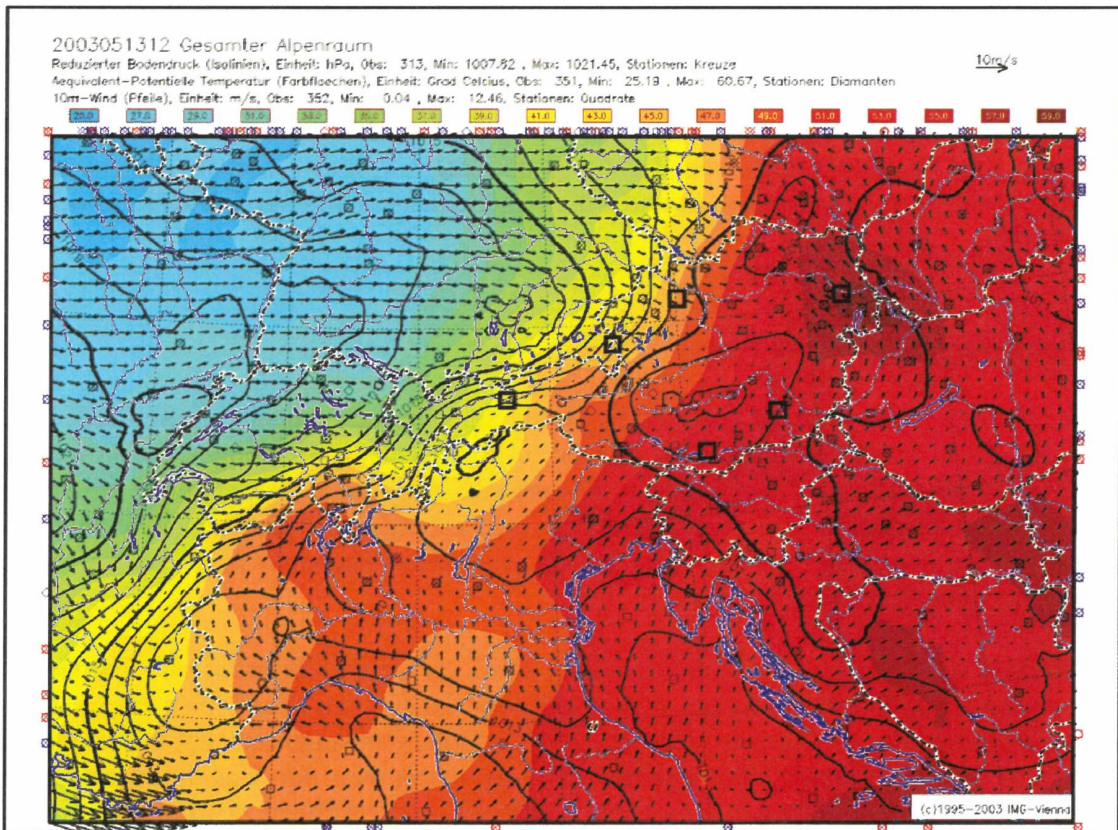 2003051312 Gesamter Alpenraum
Reduzierter Bodendruck (Isolinien), Einheit: hPa, Obs: 313, Min: 1007.82 , Max: 1021.45, Stationen: Kreuze
Aequivalent-Potentielle Temperatur (Farbflaechen), Einheit: Grad Celcius, Obs: 351, Min: 25.19 , Max: 60.67, Stationen: Diamanten
10m-Wind (Pfeile), Einheit: m/s, Obs: 352, Min: 0.04 , Max: 12.46, Stationen: Quadrate
10m/s
25.0 27.0 29.0 31.0 33.0 35.0 37.0 39.0 41.0 43.0 45.0 47.0 49.0 51.0 53.0 55.0 57.0 59.0
(c)1995-2003 IMG-Vienna